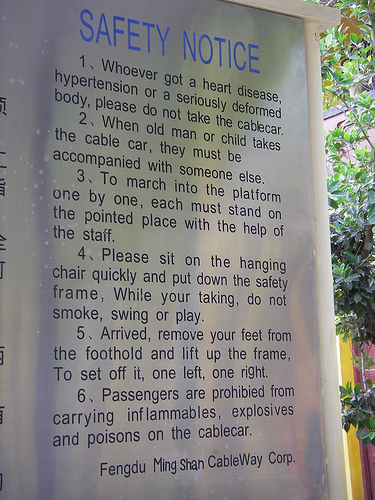 SAFETY NOTICE
1、Whoever got a heart disease,
hypertension or a seriously deformed
body, please do not take the cablecar.
2、When old man or child takes
the cable car, they must be
accompanied with someone else.
3、To march into the platform
one by one, each must stand on
the pointed place with the help of
the staff.
4、Please sit on the hanging
chair quickly and put down the safety
frame, While your taking, do not
smoke, swing or play.
5、Arrived, remove your feet from
the foothold and lift up the frame,
To set off it, one left, one right.
6、Passengers are prohibied from
carrying inflammables, explosives
and poisons on the cablecar.
Fengdu Ming Shan CableWay Corp.